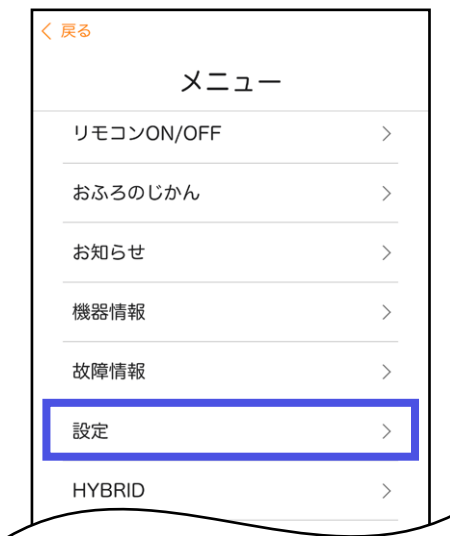 戻る
メニュー
リモコンON/OFF
おふろのじかん
お知らせ
機器情報
故障情報
設定
HYBRID